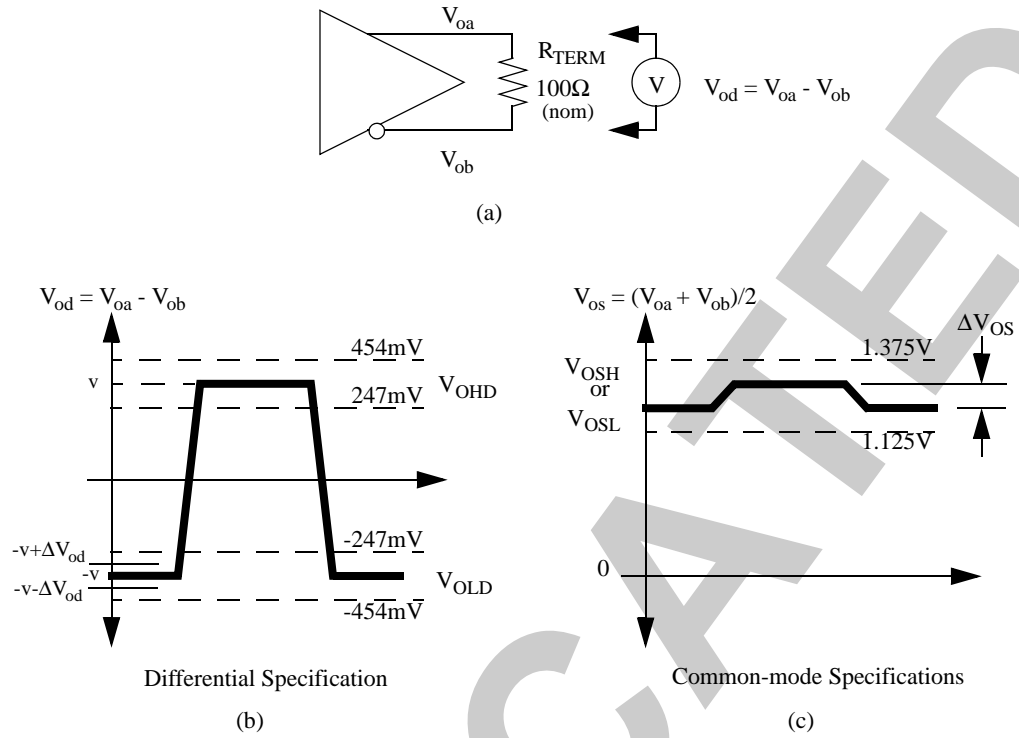 V_oa
R_TERM
100Ω
(nom)
V
V_od = V_oa - V_ob
V_ob
(a)
V_od = V_oa - V_ob
454mV
v
V_OHD
247mV
-247mV
-v+ΔV_od
-v
-v-ΔV_od
V_OLD
-454mV
Differential Specification
(b)
V_os = (V_oa + V_ob)/2
ΔV_OS
1.375V
V_OSH
or
V_OSL
1.125V
0
Common-mode Specifications
(c)
CATED